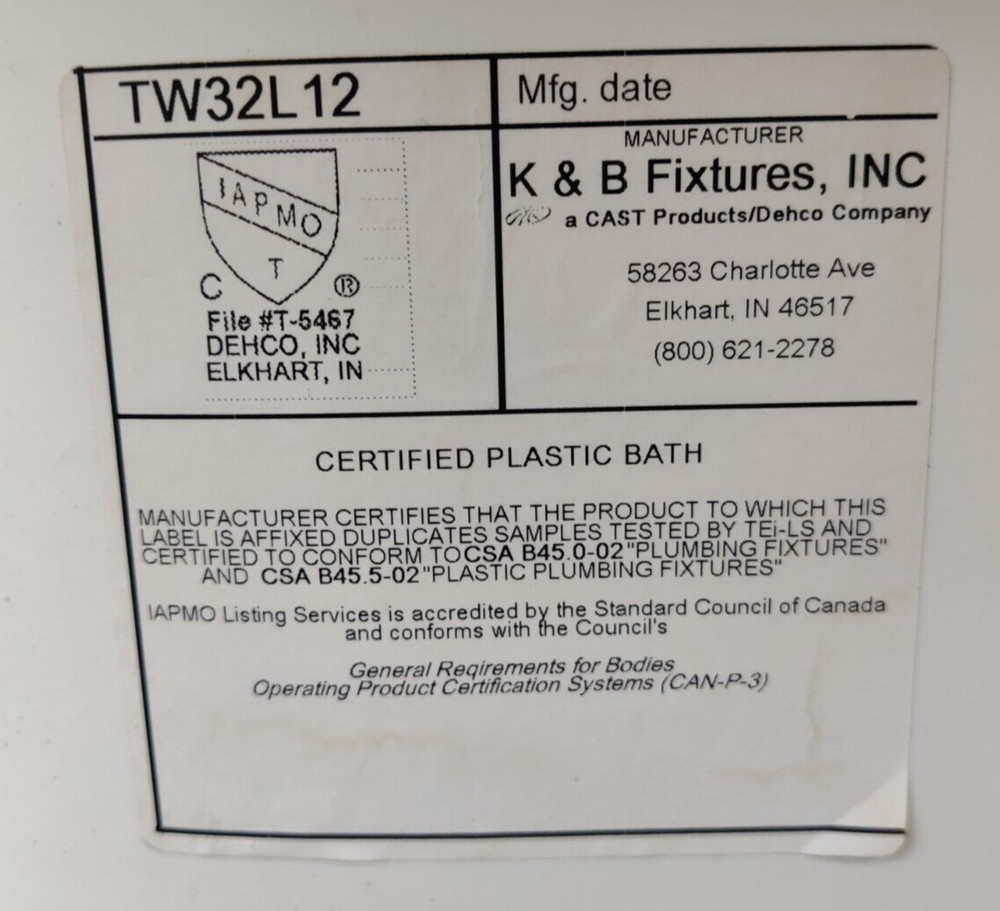 TW32L12
Mfg. date
IAPMO
T
C ®
File #T-5467
DEHCO, INC
ELKHART, IN
MANUFACTURER
K & B Fixtures, INC
a CAST Products/Dehco Company
58263 Charlotte Ave
Elkhart, IN 46517
(800) 621-2278
CERTIFIED PLASTIC BATH
MANUFACTURER CERTIFIES THAT THE PRODUCT TO WHICH THIS
LABEL IS AFFIXED DUPLICATES SAMPLES TESTED BY TEi-LS AND
CERTIFIED TO CONFORM TO CSA B45.0-02 "PLUMBING FIXTURES"
AND CSA B45.5-02 "PLASTIC PLUMBING FIXTURES"
IAPMO Listing Services is accredited by the Standard Council of Canada
and conforms with the Council's
General Reqirements for Bodies
Operating Product Certification Systems (CAN-P-3)